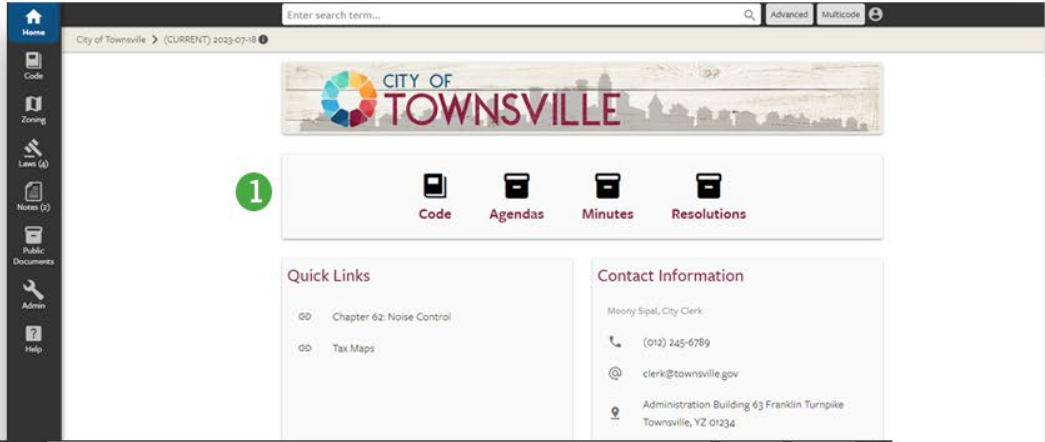 Home
Enter search term...
Advanced
Multicode
City of Townsville > (CURRENT) 2023-07-18
Code
Zoning
Laws (4)
Notes (2)
Public
Documents
Admin
Help
CITY OF
TOWNSVILLE
1
Code
Agendas
Minutes
Resolutions
Quick Links
Chapter 62: Noise Control
Tax Maps
Contact Information
Moony Sipal, City Clerk
(012) 245-6789
clerk@townsville.gov
Administration Building 63 Franklin Turnpike
Townsville, YZ 01234